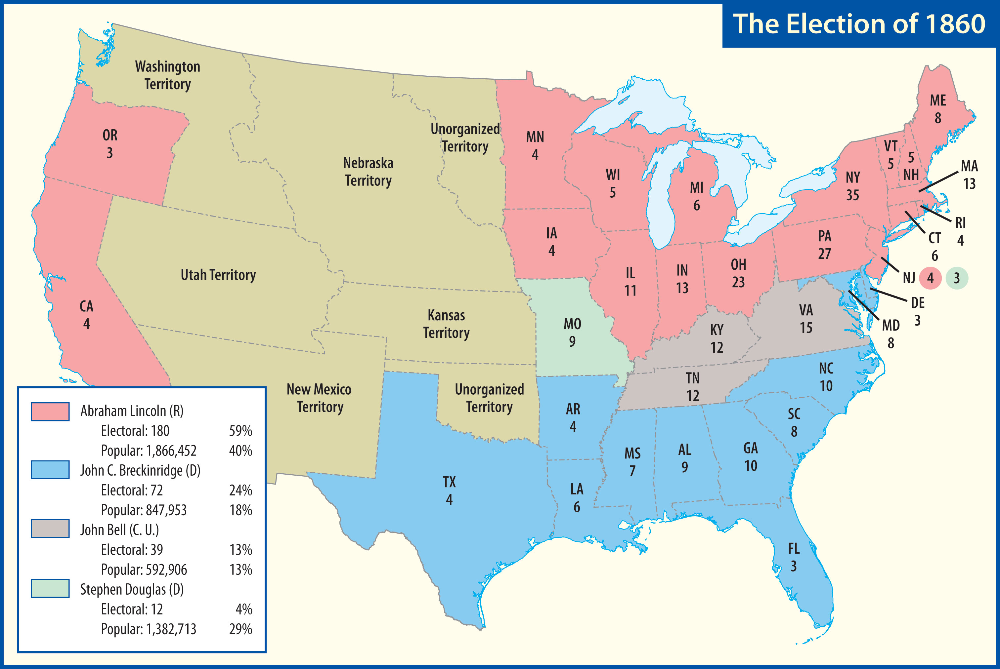 The Election of 1860
Washington
Territory
OR
3
CA
4
Unorganized
Territory
Nebraska
Territory
Utah Territory
Kansas
Territory
New Mexico
Territory
Unorganized
Territory
MN
4
WI
5
MI
6
IA
4
IL
11
IN
13
OH
23
PA
27
NY
35
VT
5
5
NH
ME
8
MA
13
RI
4
CT
6
NJ 4 3
DE
3
MD
8
MO
9
KY
12
VA
15
TN
12
NC
10
SC
8
AR
4
MS
7
AL
9
GA
10
TX
4
LA
6
FL
3
Abraham Lincoln (R)
Electoral: 180 59%
Popular: 1,866,452 40%
John C. Breckinridge (D)
Electoral: 72 24%
Popular: 847,953 18%
John Bell (C. U.)
Electoral: 39 13%
Popular: 592,906 13%
Stephen Douglas (D)
Electoral: 12 4%
Popular: 1,382,713 29%